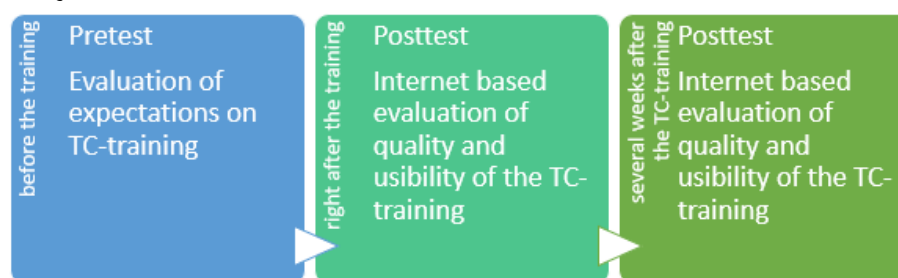 before the training
Pretest
Evaluation of
expectations on
TC-training
right after the training
Posttest
Internet based
evaluation of
quality and
usibility of the TC-
training
several weeks after
the TC-training
Posttest
Internet based
evaluation of
quality and
usibility of the TC-
training